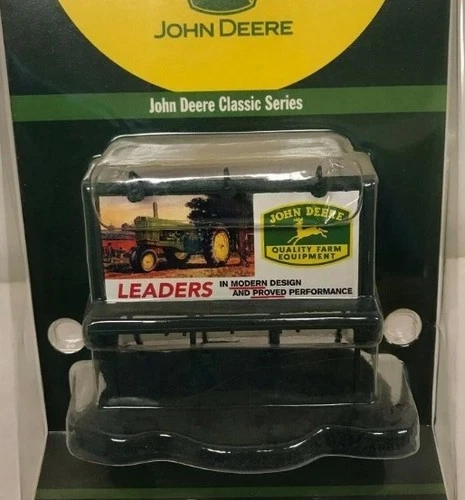 JOHN DEERE
John Deere Classic Series
JOHN DEERE
QUALITY FARM
EQUIPMENT
LEADERS IN MODERN DESIGN
AND PROVED PERFORMANCE